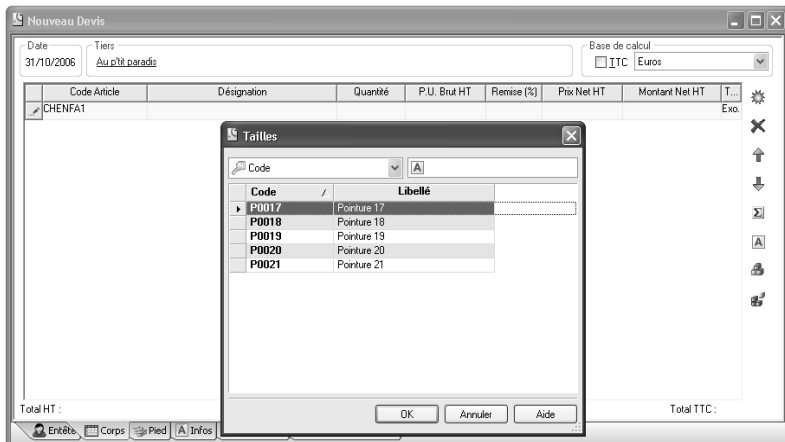 Nouveau Devis
Date
Tiers
Base de calcul
31/10/2006
Au p'tit paradis
TTC
Euros
Code Article
Désignation
Quantité
P.U. Brut HT
Remise (%)
Prix Net HT
Montant Net HT
T...
CHENFA1
Exo.
Tailles
Code
A
Code
Libellé
P0017
Pointure 17
P0018
Pointure 18
P0019
Pointure 19
P0020
Pointure 20
P0021
Pointure 21
Σ
A
OK
Annuler
Aide
Total HT :
Total TTC :
Entête
Corps
Pied
A Infos